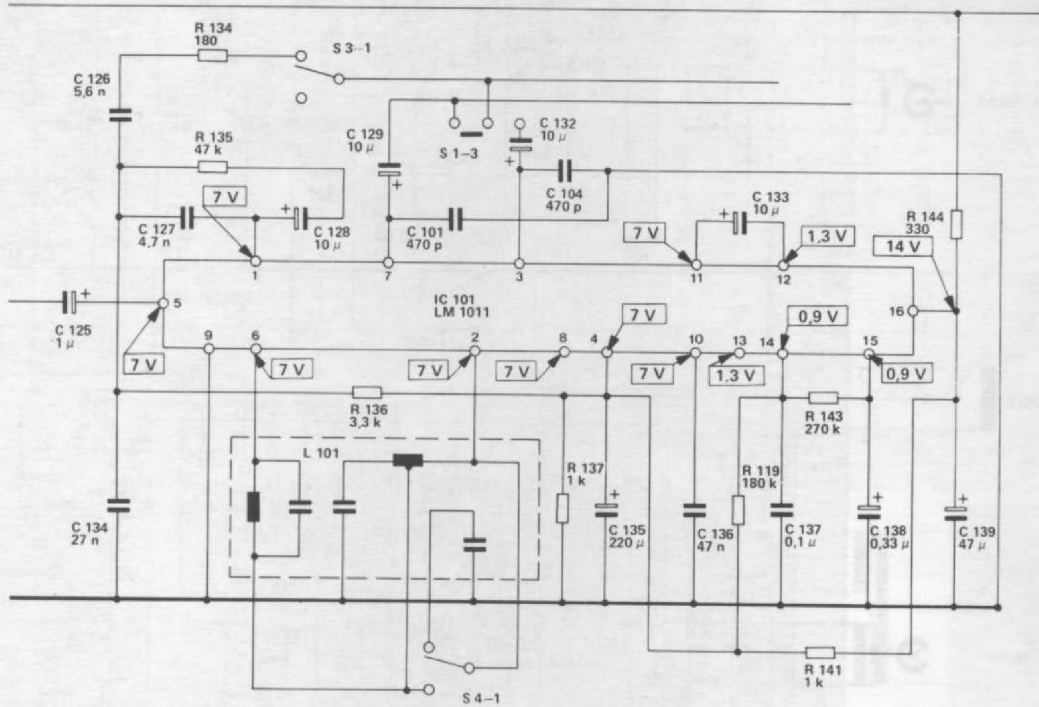 R 134
180
S 3–1
C 126
5,6 n
R 135
47 k
C 129
10 µ
S 1–3
C 132
10 µ
C 104
470 p
7 V
C 127
4,7 n
C 128
10 µ
C 101
470 p
7 V
C 133
10 µ
1,3 V
R 144
330
14 V
1
7
3
11
12
5
IC 101
LM 1011
16
C 125
1 µ
7 V
9
6
7 V
2
7 V
8
7 V
4
7 V
10
7 V
13
1.3 V
14
0,9 V
15
0,9 V
R 136
3,3 k
R 143
270 k
L 101
R 137
1 k
R 119
180 k
C 134
27 n
C 135
220 µ
C 136
47 n
C 137
0,1 µ
C 138
0,33 µ
C 139
47 µ
R 141
1 k
S 4–1